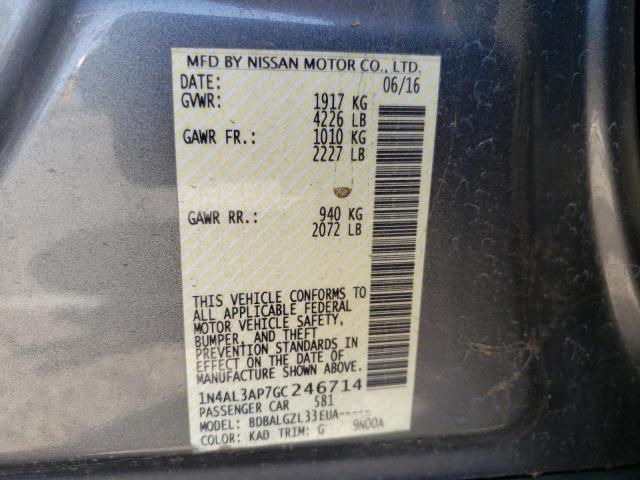 MFD BY NISSAN MOTOR CO., LTD.
DATE: 06/16
GVWR: 1917 KG
4226 LB
GAWR FR.: 1010 KG
2227 LB
GAWR RR.: 940 KG
2072 LB
THIS VEHICLE CONFORMS TO
ALL APPLICABLE FEDERAL
MOTOR VEHICLE SAFETY,
BUMPER, AND THEFT
PREVENTION STANDARDS IN
EFFECT ON THE DATE OF
MANUFACTURE SHOWN ABOVE.
1N4AL3AP7GC246714
PASSENGER CAR 581
MODEL: BDBALGZL33EUA-----
COLOR: KAD TRIM: G 9N00A